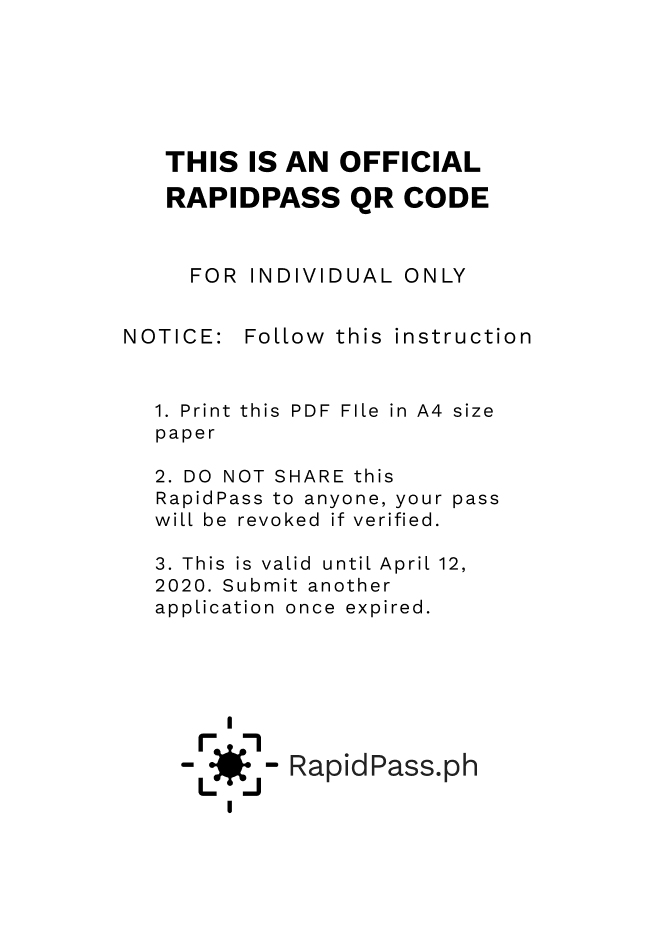 THIS IS AN OFFICIAL
RAPIDPASS QR CODE
FOR INDIVIDUAL ONLY
NOTICE:  Follow this instruction
1. Print this PDF FIle in A4 size
paper
2. DO NOT SHARE this
RapidPass to anyone, your pass
will be revoked if verified.
3. This is valid until April 12,
2020. Submit another
application once expired.
RapidPass.ph